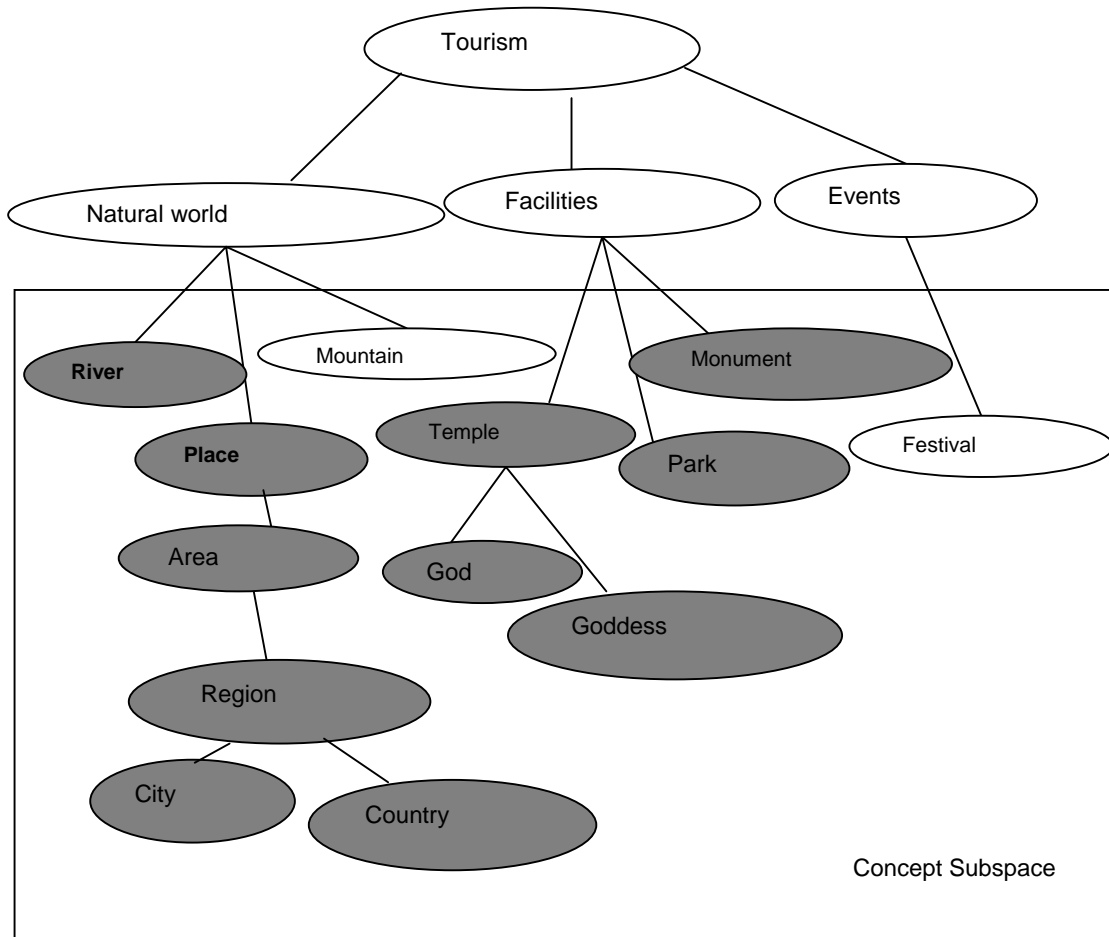 Tourism
Natural world
Facilities
Events
River
Mountain
Monument
Temple
Place
Park
Festival
Area
God
Goddess
Region
City
Country
Concept Subspace